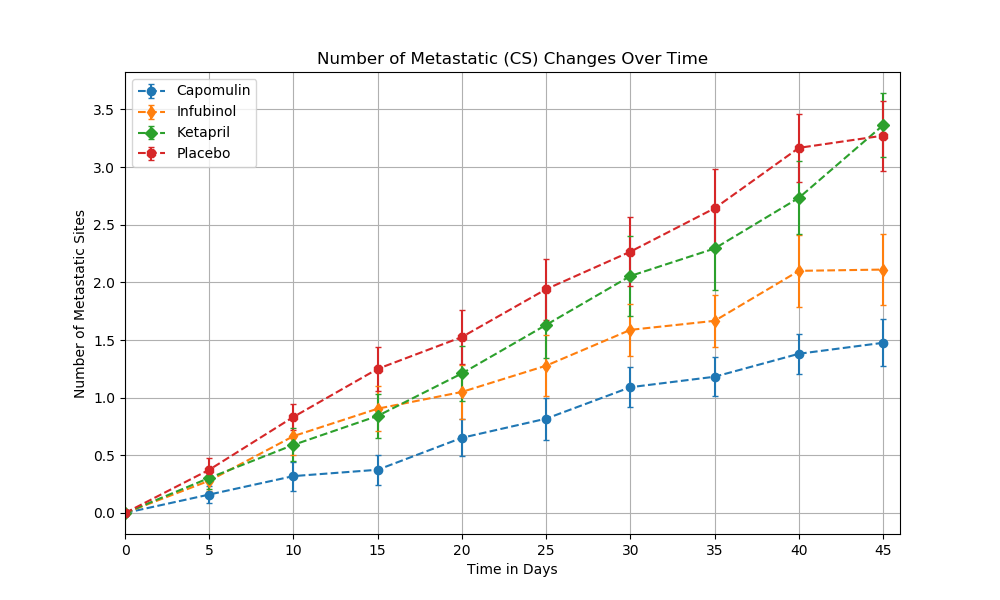 Number of Metastatic (CS) Changes Over Time
Capomulin
Infubinol
Ketapril
Placebo
Number of Metastatic Sites
3.5
3.0
2.5
2.0
1.5
1.0
0.5
0.0
0 5 10 15 20 25 30 35 40 45
Time in Days